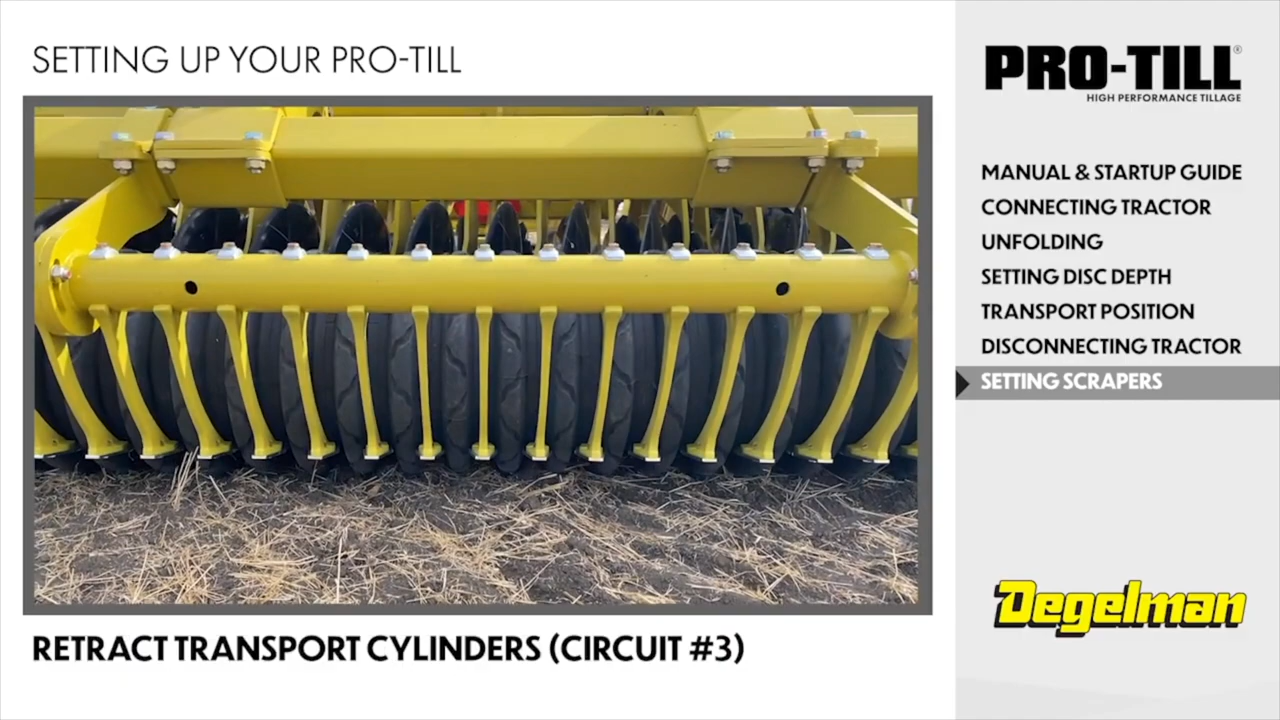 SETTING UP YOUR PRO-TILL
RETRACT TRANSPORT CYLINDERS (CIRCUIT #3)
PRO-TILL®
HIGH PERFORMANCE TILLAGE
MANUAL & STARTUP GUIDE
CONNECTING TRACTOR
UNFOLDING
SETTING DISC DEPTH
TRANSPORT POSITION
DISCONNECTING TRACTOR
SETTING SCRAPERS
Degelman